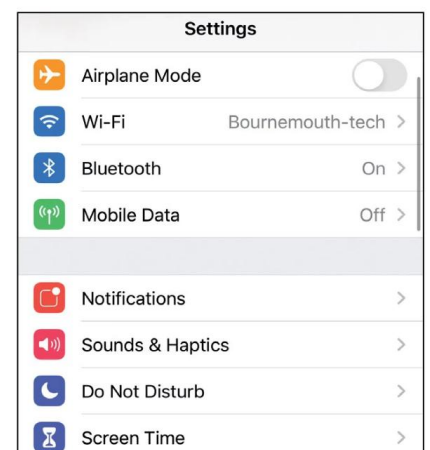 Settings
Airplane Mode
Wi-Fi Bournemouth-tech
Bluetooth On
Mobile Data Off
Notifications
Sounds & Haptics
Do Not Disturb
Screen Time